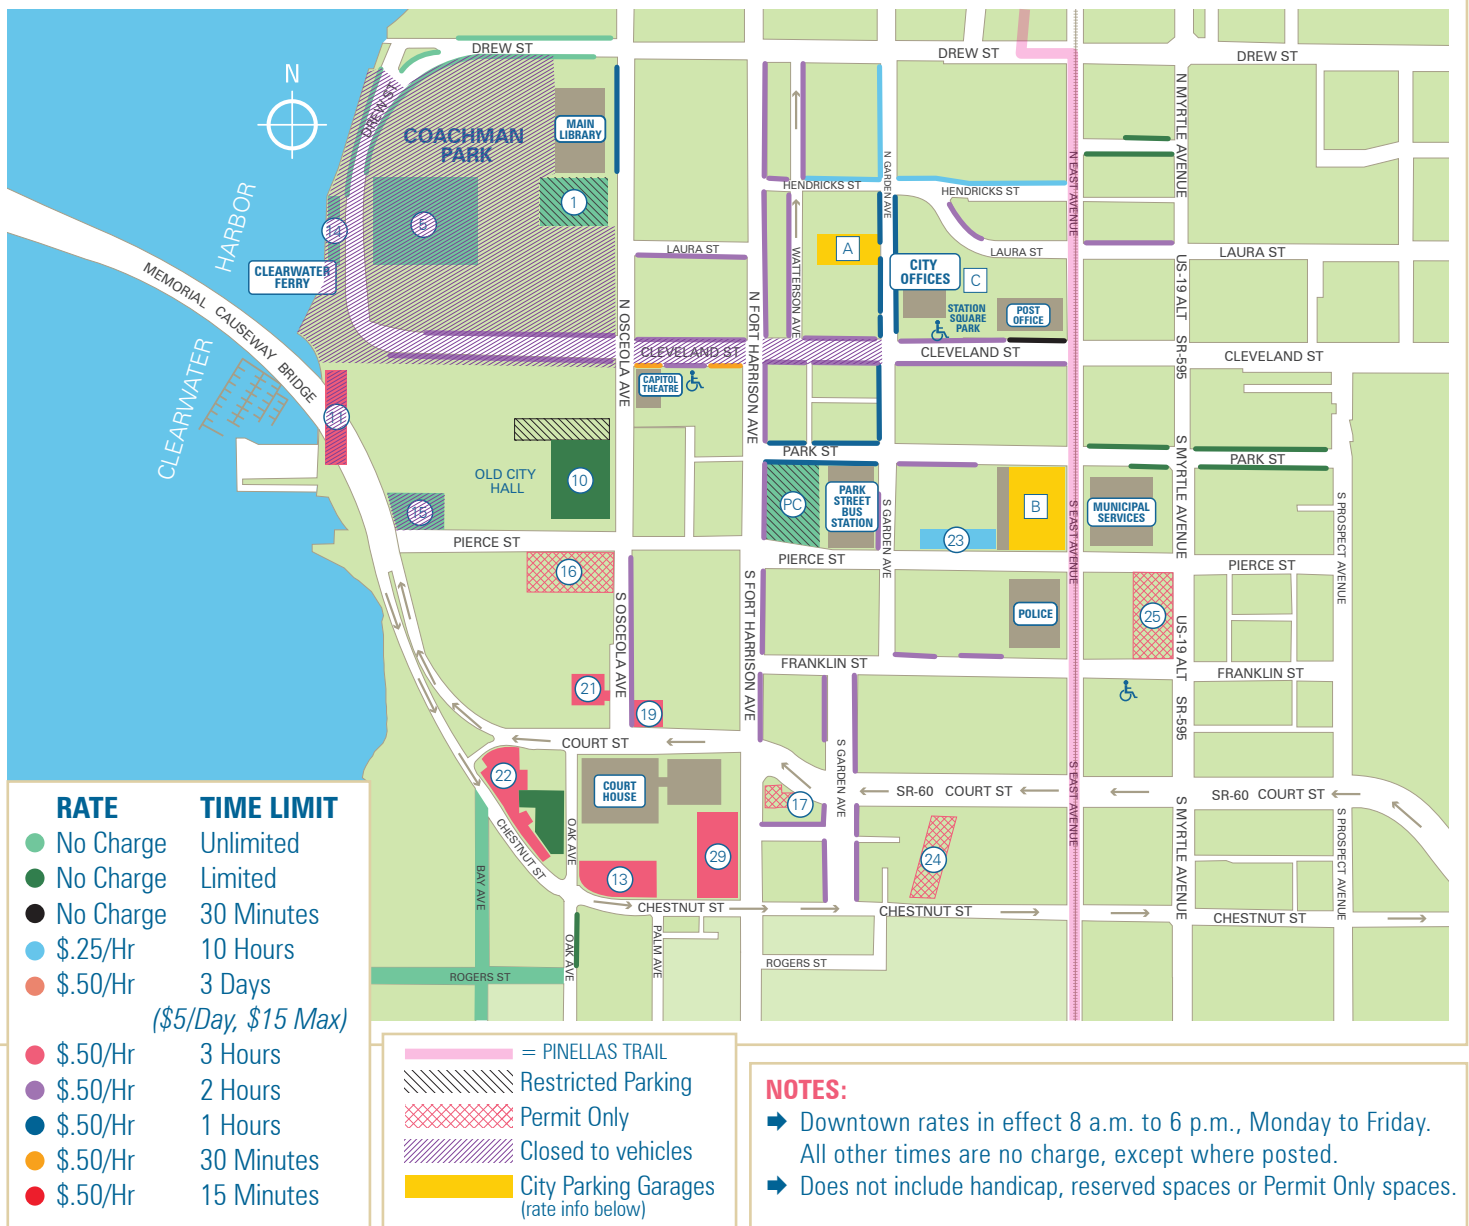 DREW ST
DREW ST
DREW ST
N
DREW ST
COACHMAN
PARK
MAIN
LIBRARY
N MYRTLE AVENUE
N GARDEN AVE
N EAST AVENUE
HENDRICKS ST
HENDRICKS ST
1
14
5
HARBOR
CLEARWATER
FERRY
LAURA ST
WATTERSON AVE
A
CITY
OFFICES
C
LAURA ST
LAURA ST
US-19 ALT
MEMORIAL CAUSEWAY BRIDGE
N OSCEOLA AVE
N FORT HARRISON AVE
STATION
SQUARE
PARK
POST
OFFICE
SR-595
CLEVELAND ST
CLEVELAND ST
CLEVELAND ST
CAPITOL
THEATRE
CLEARWATER
11
PARK ST
PARK ST
S MYRTLE AVENUE
OLD CITY
HALL
10
PC
PARK
STREET
BUS
STATION
S GARDEN AVE
B
MUNICIPAL
SERVICES
S EAST AVENUE
S PROSPECT AVENUE
15
23
PIERCE ST
PIERCE ST
PIERCE ST
16
S OSCEOLA AVE
S FORT HARRISON AVE
POLICE
25
US-19 ALT
FRANKLIN ST
FRANKLIN ST
21
19
SR-595
COURT ST
S GARDEN AVE
S EAST AVENUE
22
COURT
HOUSE
17
SR-60 COURT ST
SR-60 COURT ST
S MYRTLE AVENUE
S PROSPECT AVENUE
CHESTNUT ST
OAK AVE
29
24
13
BAY AVE
CHESTNUT ST
CHESTNUT ST
CHESTNUT ST
OAK AVE
PALM AVE
ROGERS ST
ROGERS ST
RATE TIME LIMIT
No Charge Unlimited
No Charge Limited
No Charge 30 Minutes
$.25/Hr 10 Hours
$.50/Hr 3 Days
($5/Day, $15 Max)
$.50/Hr 3 Hours
$.50/Hr 2 Hours
$.50/Hr 1 Hours
$.50/Hr 30 Minutes
$.50/Hr 15 Minutes
= PINELLAS TRAIL
Restricted Parking
Permit Only
Closed to vehicles
City Parking Garages
(rate info below)
NOTES:
Downtown rates in effect 8 a.m. to 6 p.m., Monday to Friday.
All other times are no charge, except where posted.
Does not include handicap, reserved spaces or Permit Only spaces.